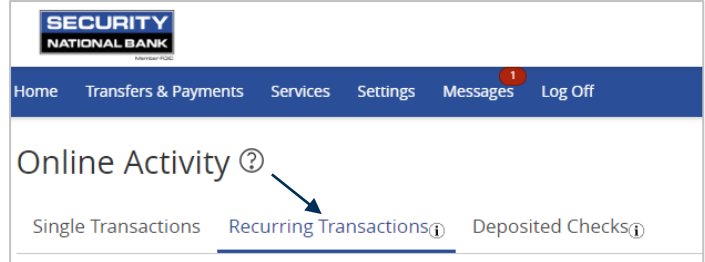 SECURITY
NATIONAL BANK
Member FDIC
Home Transfers & Payments Services Settings Messages 1 Log Off
Online Activity ?
Single Transactions Recurring Transactions i Deposited Checks i